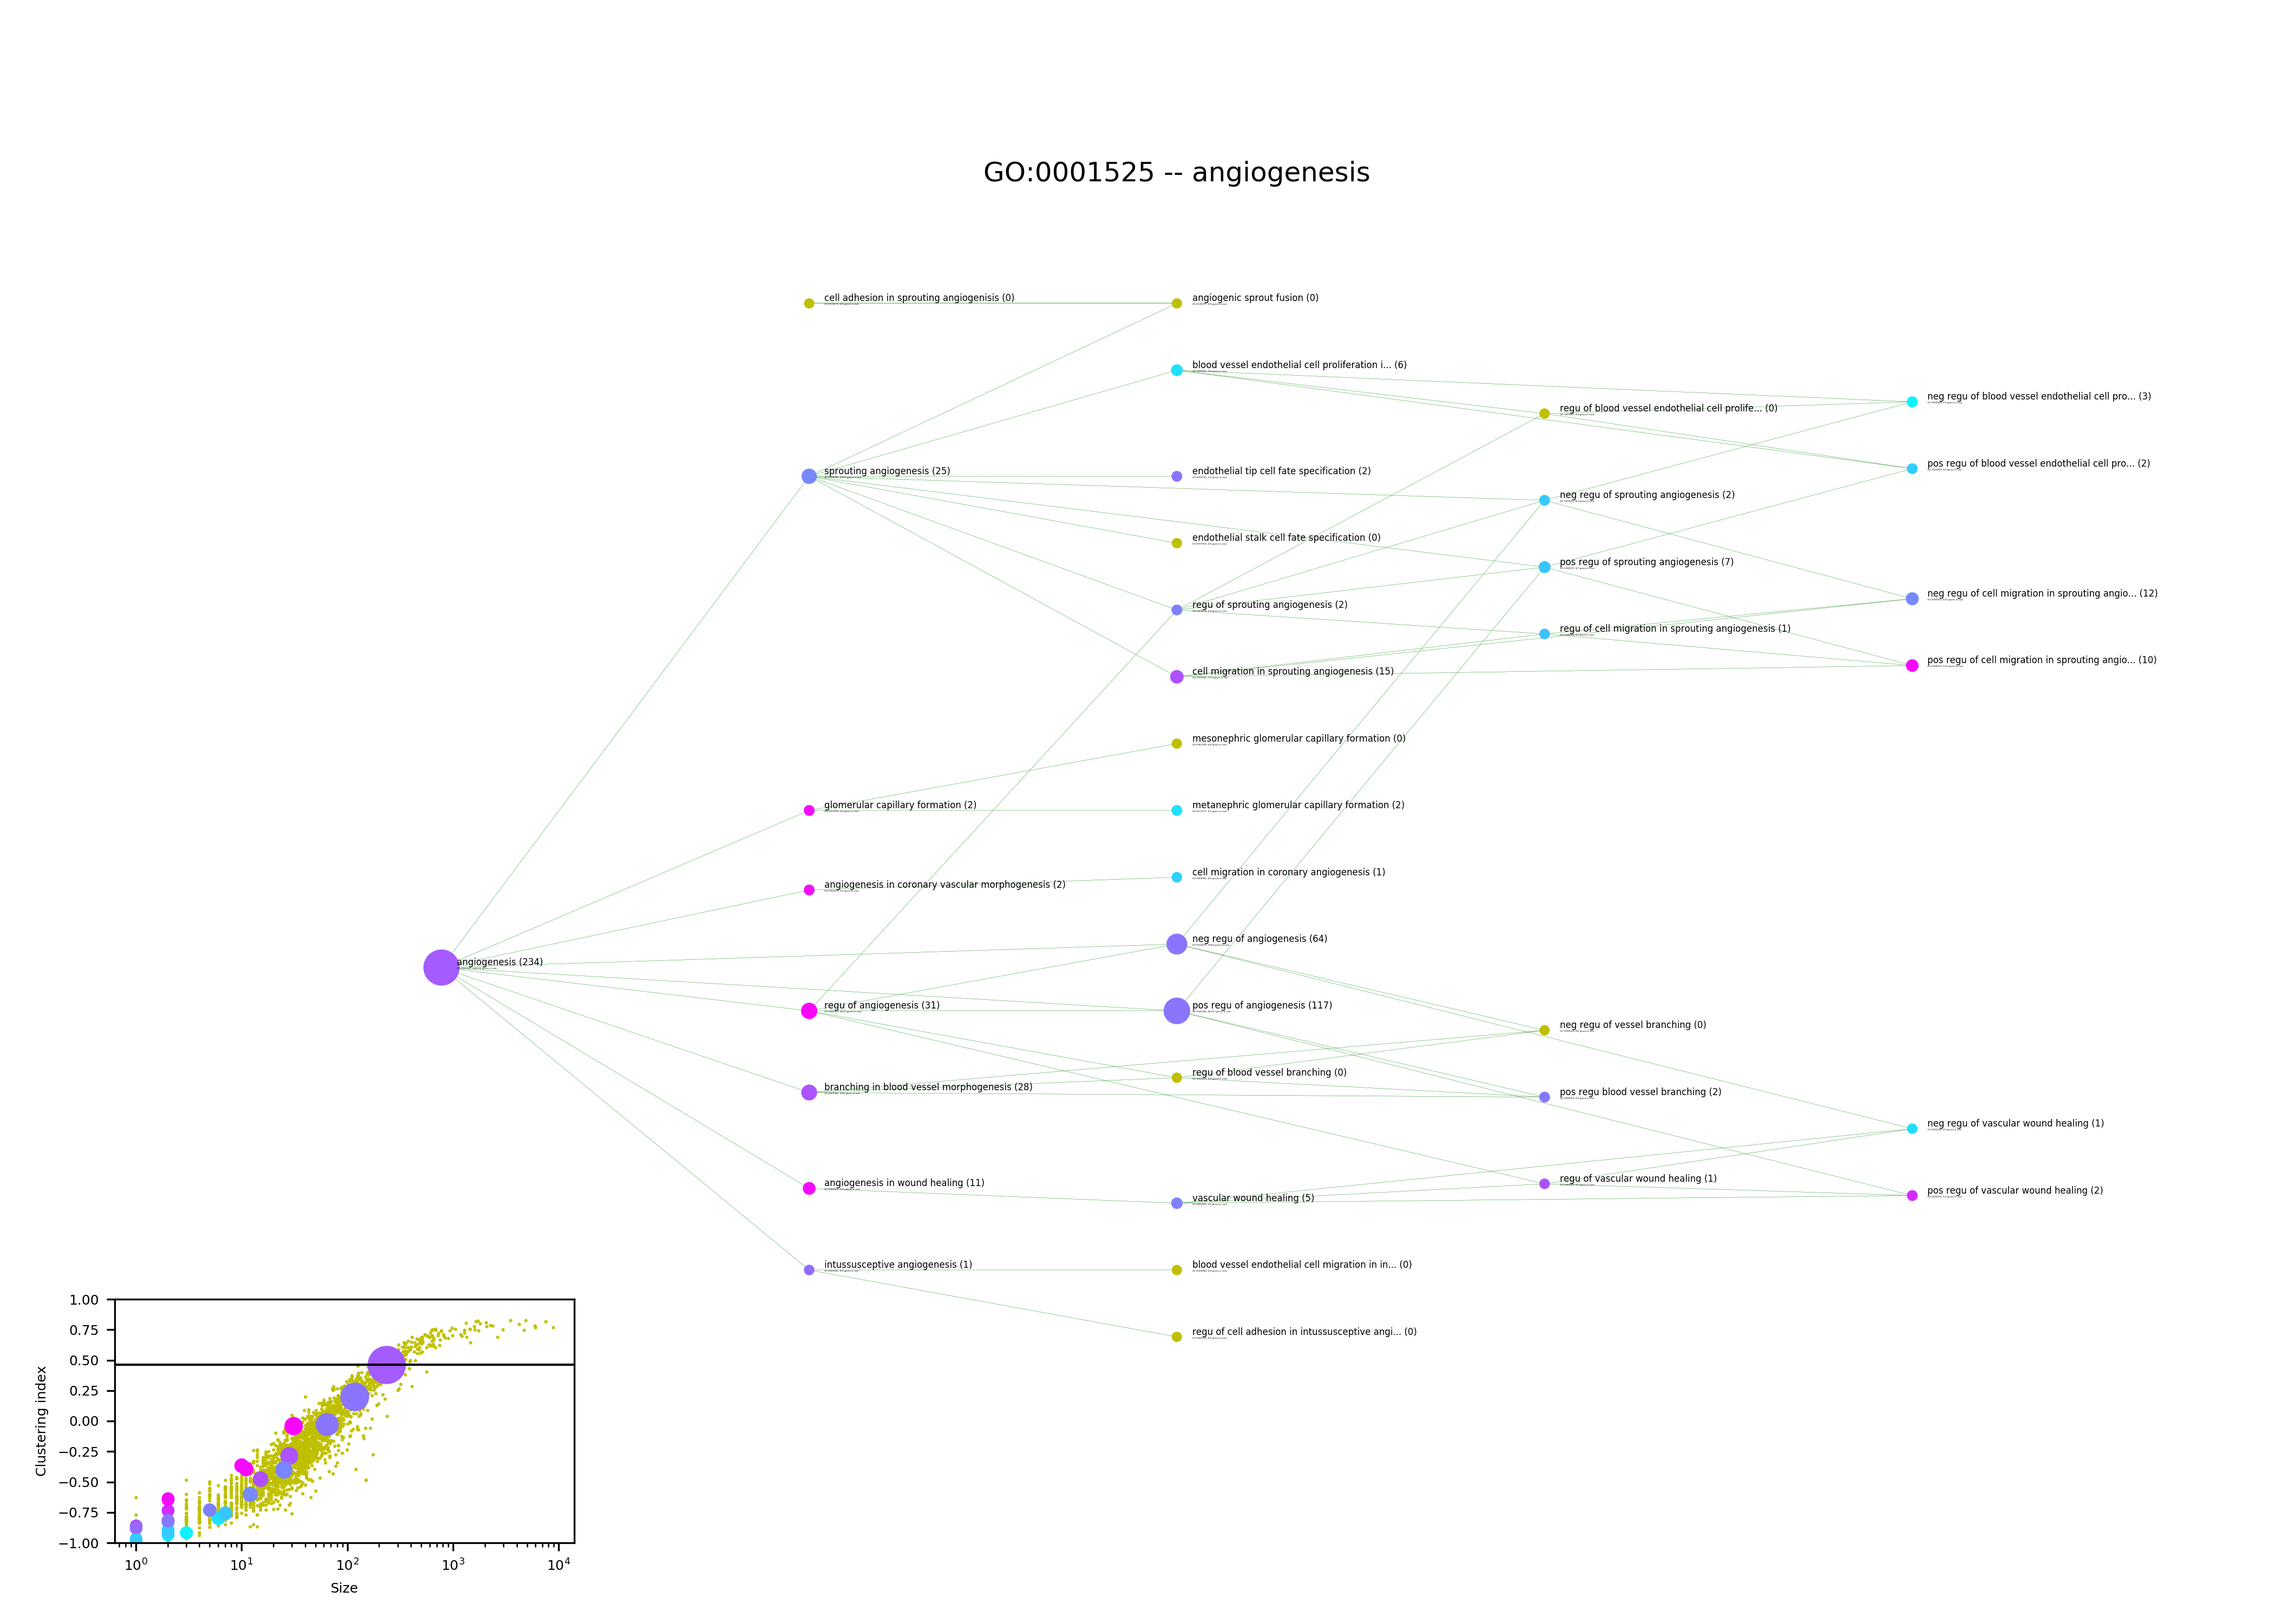 GO:0001525 -- angiogenesis
cell adhesion in sprouting angiogenisis (0)
angiogenic sprout fusion (0)
blood vessel endothelial cell proliferation i... (6)
neg regu of blood vessel endothelial cell pro... (3)
regu of blood vessel endothelial cell prolife... (0)
pos regu of blood vessel endothelial cell pro... (2)
sprouting angiogenesis (25)
endothelial tip cell fate specification (2)
neg regu of sprouting angiogenesis (2)
endothelial stalk cell fate specification (0)
pos regu of sprouting angiogenesis (7)
neg regu of cell migration in sprouting angio... (12)
regu of sprouting angiogenesis (2)
regu of cell migration in sprouting angiogenesis (1)
pos regu of cell migration in sprouting angio... (10)
cell migration in sprouting angiogenesis (15)
mesonephric glomerular capillary formation (0)
glomerular capillary formation (2)
metanephric glomerular capillary formation (2)
angiogenesis in coronary vascular morphogenesis (2)
cell migration in coronary angiogenesis (1)
neg regu of angiogenesis (64)
angiogenesis (234)
regu of angiogenesis (31)
pos regu of angiogenesis (117)
neg regu of vessel branching (0)
regu of blood vessel branching (0)
branching in blood vessel morphogenesis (28)
pos regu blood vessel branching (2)
neg regu of vascular wound healing (1)
angiogenesis in wound healing (11)
regu of vascular wound healing (1)
vascular wound healing (5)
pos regu of vascular wound healing (2)
intussusceptive angiogenesis (1)
blood vessel endothelial cell migration in in... (0)
regu of cell adhesion in intussusceptive angi... (0)
1.00
0.75
0.50
0.25
0.00
−0.25
−0.50
−0.75
−1.00
Clustering index
10⁰ 10¹ 10² 10³ 10⁴
Size